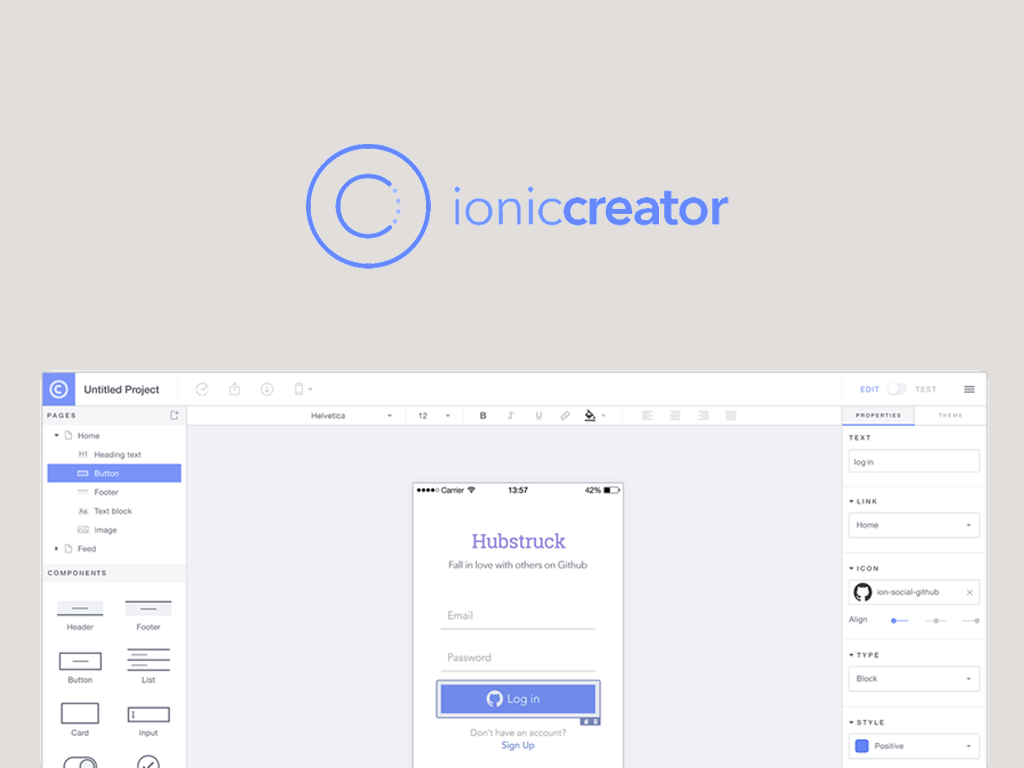 ioniccreator
Untitled Project
EDIT TEST
PAGES
Helvetica 12 B I U
PROPERTIES THEME
Home
H1 Heading text
Button
Footer
Aa Text block
Image
Feed
COMPONENTS
Header Footer
Button List
Card Input
Carrier 13:57 42%
Hubstruck
Fall in love with others on Github
Email
Password
Log in
Don't have an account?
Sign Up
TEXT
log in
LINK
Home
ICON
ion-social-github
Align
TYPE
Block
STYLE
Positive